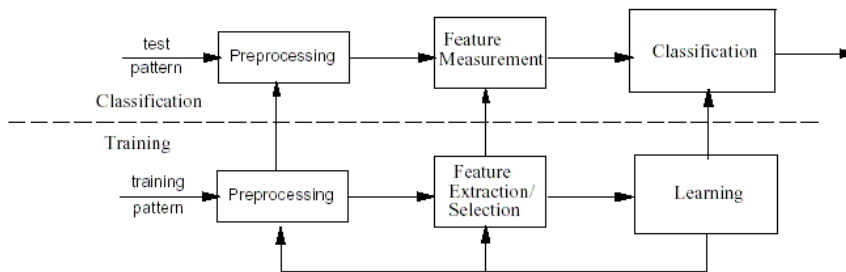 test
pattern
Preprocessing
Feature
Measurement
Classification
Classification
Training
training
pattern
Preprocessing
Feature
Extraction/
Selection
Learning